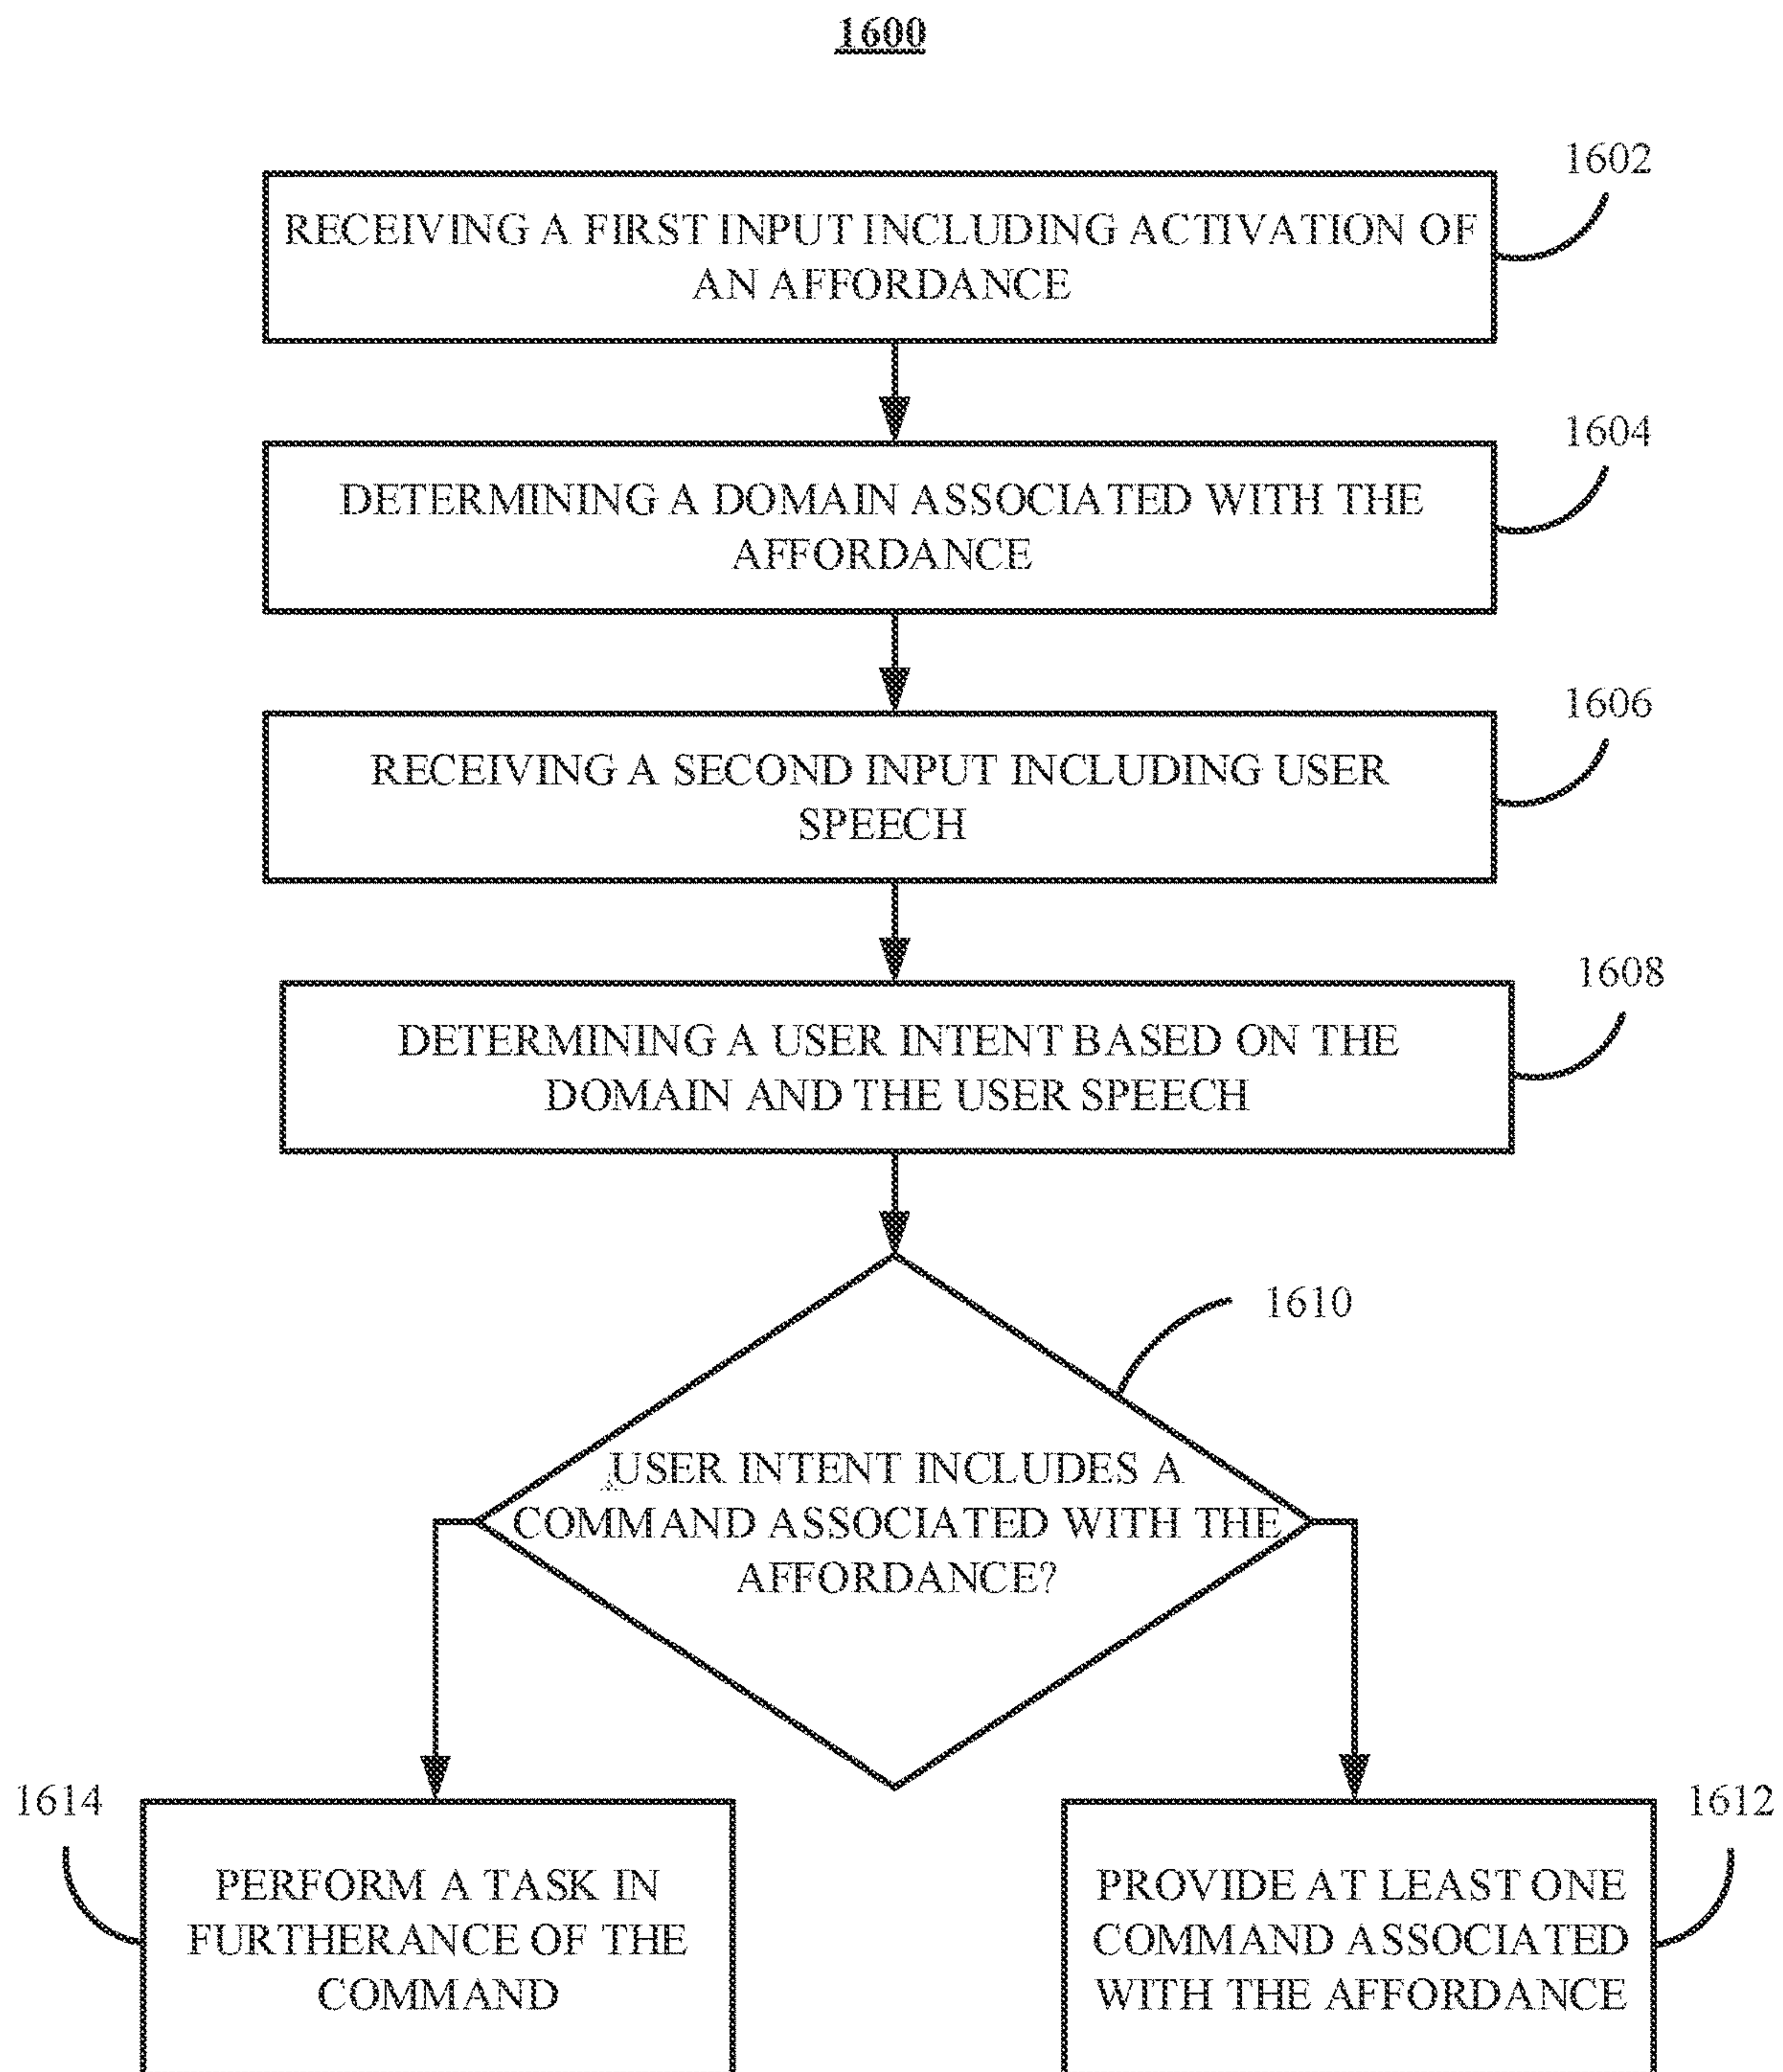 1600
1602
RECEIVING A FIRST INPUT INCLUDING ACTIVATION OF
AN AFFORDANCE
1604
DETERMINING A DOMAIN ASSOCIATED WITH THE
AFFORDANCE
1606
RECEIVING A SECOND INPUT INCLUDING USER
SPEECH
1608
DETERMINING A USER INTENT BASED ON THE
DOMAIN AND THE USER SPEECH
1610
USER INTENT INCLUDES A
COMMAND ASSOCIATED WITH THE
AFFORDANCE?
1614
PERFORM A TASK IN
FURTHERANCE OF THE
COMMAND
1612
PROVIDE AT LEAST ONE
COMMAND ASSOCIATED
WITH THE AFFORDANCE